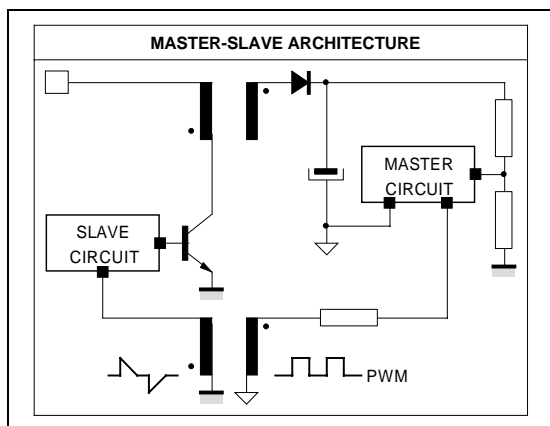 MASTER-SLAVE ARCHITECTURE
MASTER
CIRCUIT
SLAVE
CIRCUIT
PWM